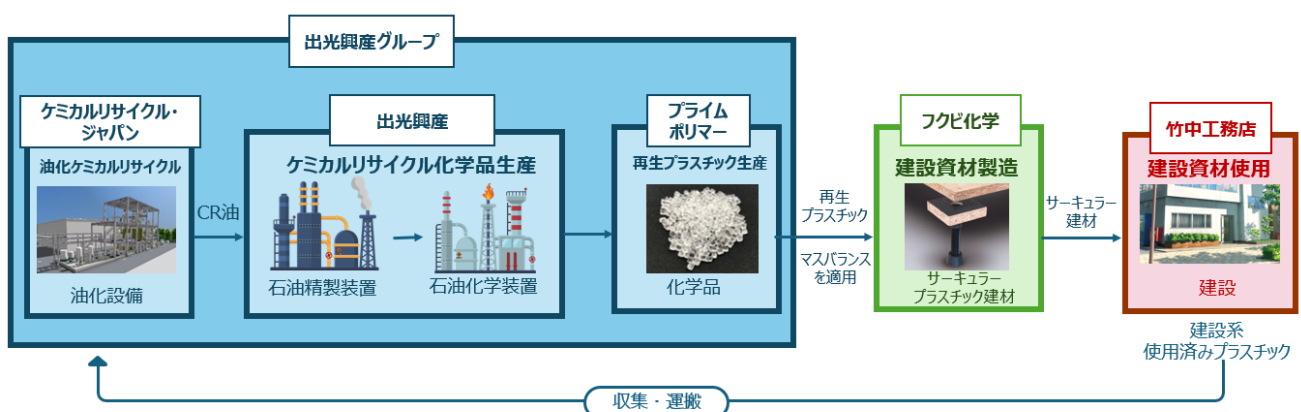 出光興産グループ
ケミカルリサイクル・
ジャパン
油化ケミカルリサイクル
油化設備
CR油
出光興産
ケミカルリサイクル化学品生産
石油精製装置
石油化学装置
プライム
ポリマー
再生プラスチック生産
化学品
再生
プラスチック
マスバランス
を適用
フクビ化学
建設資材製造
サーキュラー
プラスチック建材
サーキュラー
建材
竹中工務店
建設資材使用
建設
建設系
使用済みプラスチック
収集・運搬